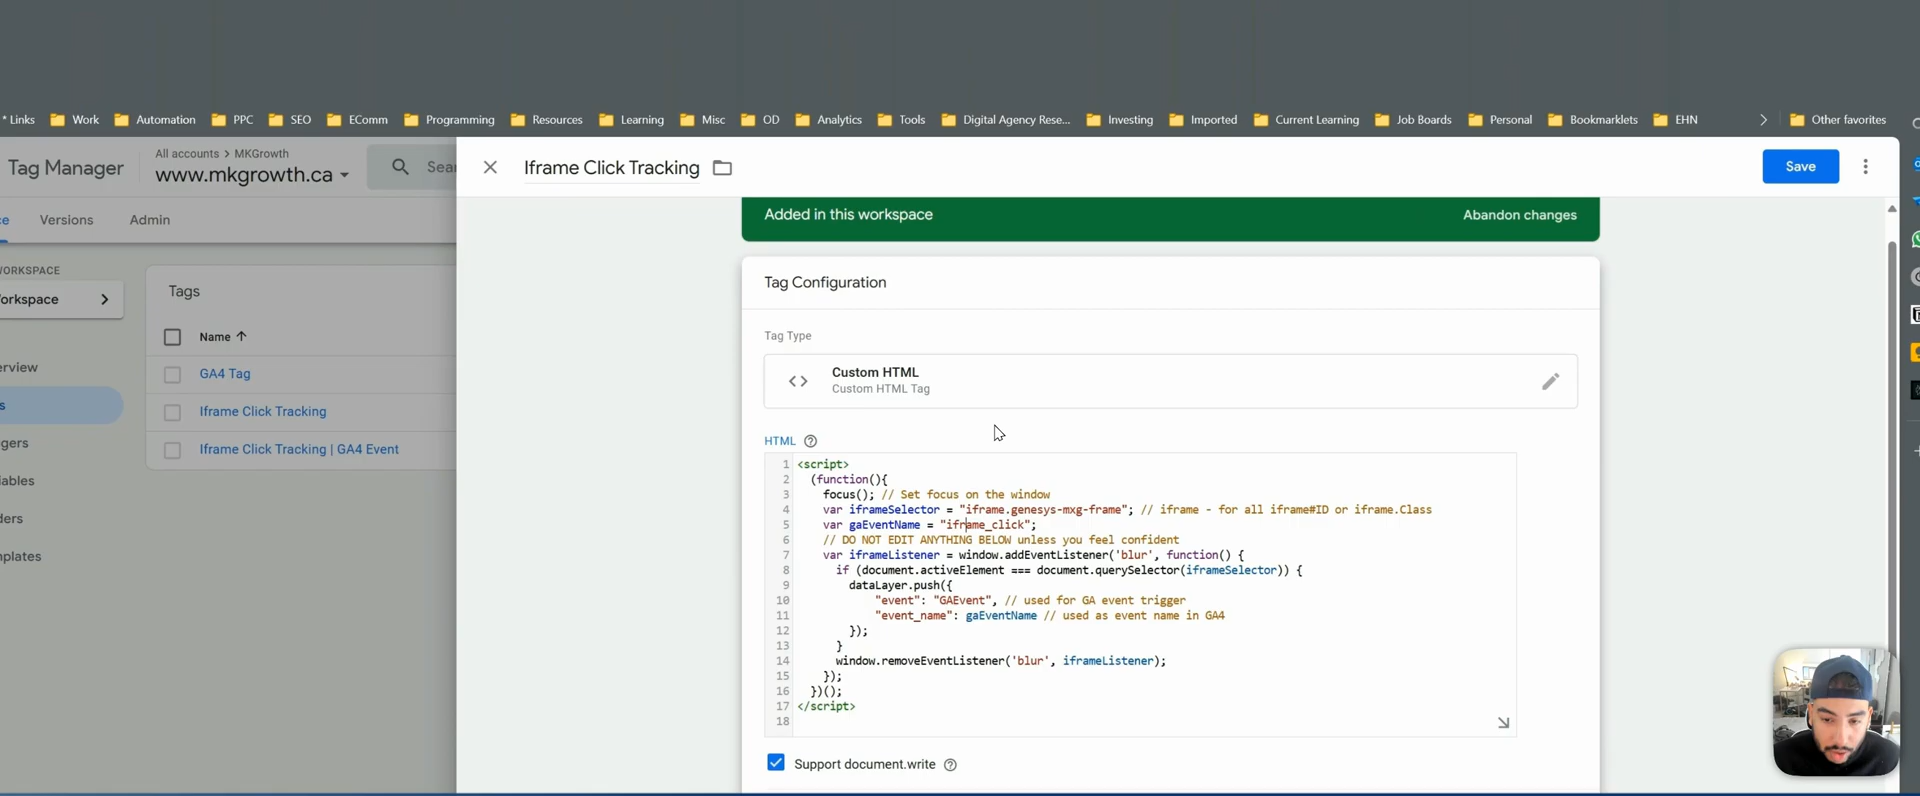 * Links Work Automation PPC SEO EComm Programming Resources Learning Misc OD Analytics Tools Digital Agency Rese... Investing Imported Current Learning Job Boards Personal Bookmarklets EHN Other favorites
Tag Manager
All accounts > MKGrowth
www.mkgrowth.ca
Sear
Iframe Click Tracking
Save
ce
Versions
Admin
Added in this workspace
Abandon changes
WORKSPACE
Workspace
erview
s
gers
iables
ders
mplates
Tags
Name
GA4 Tag
Iframe Click Tracking
Iframe Click Tracking | GA4 Event
Tag Configuration
Tag Type
Custom HTML
Custom HTML Tag
HTML
1 <script>
2 (function(){
3 focus(); // Set focus on the window
4 var iframeSelector = "iframe.genesys-mxg-frame"; // iframe - for all iframe#ID or iframe.Class
5 var gaEventName = "iframe_click";
6 // DO NOT EDIT ANYTHING BELOW unless you feel confident
7 var iframeListener = window.addEventListener('blur', function() {
8 if (document.activeElement === document.querySelector(iframeSelector)) {
9 dataLayer.push({
10 "event": "GAEvent", // used for GA event trigger
11 "event_name": gaEventName // used as event name in GA4
12 });
13 }
14 window.removeEventListener('blur', iframeListener);
15 });
16 })();
17 </script>
18
Support document.write